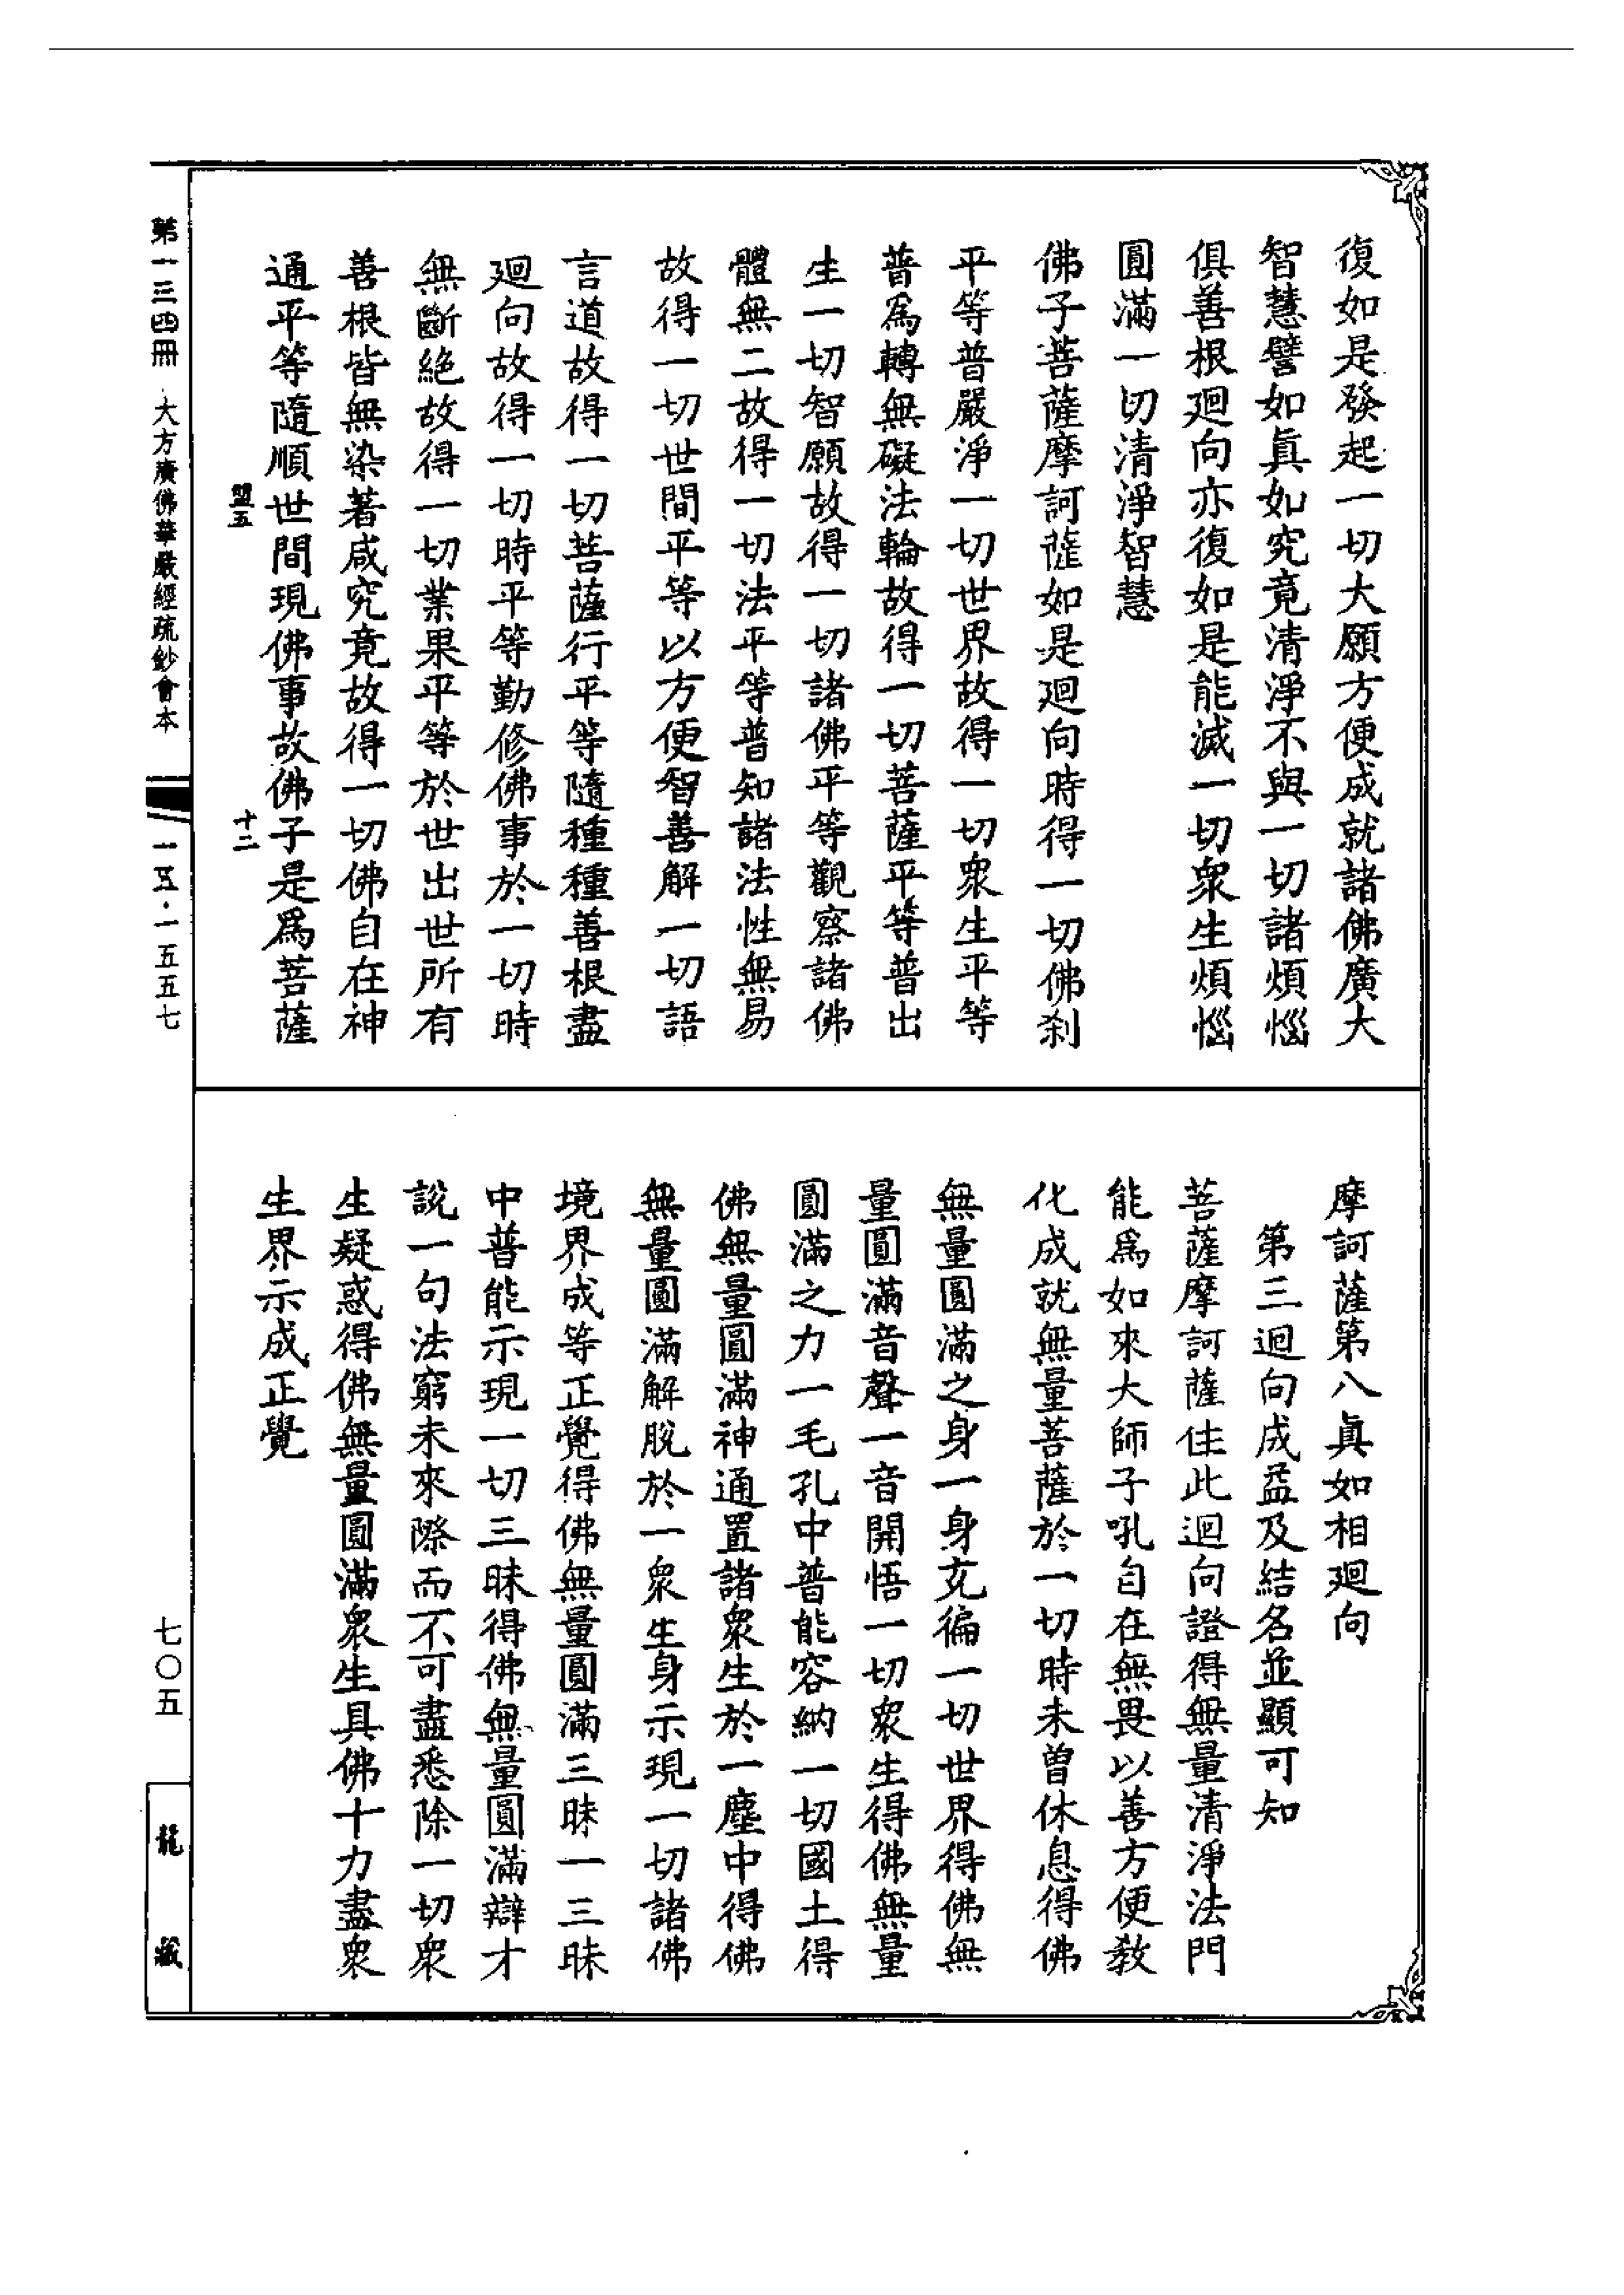 復如是發起一切大願方便成就諸佛廣大
智慧譬如眞如究竟清淨不與一切諸煩惱
俱善根迴向亦復如是能滅一切衆生煩惱
圓滿一切清淨智慧
佛子菩薩摩訶薩如是迴向時得一切佛刹
平等普嚴淨一切世界故得一切衆生平等
普爲轉無礙法輪故得一切菩薩平等普出
生一切智願故得一切諸佛平等觀察諸佛
體無二故得一切法平等普知諸法性無易
故得一切世間平等以方便智善解一切語
言道故得一切菩薩行平等隨種種善根盡
迴向故得一切時平等勤修佛事於一切時
無斷絶故得一切業果平等於世出世所有
善根皆無染著咸究竟故得一切佛自在神
通平等隨順世間現佛事故佛子是爲菩薩
盟五
十二
摩訶薩第八眞如相迴向
第三迴向成益及結名並顯可知
菩薩摩訶薩住此迴向證得無量清淨法門
能爲如來大師子吼自在無畏以善方便教
化成就無量菩薩於一切時未曾休息得佛
無量圓滿之身一身充徧一切世界得佛無
量圓滿音聲一音開悟一切衆生得佛無量
圓滿之力一毛孔中普能容納一切國土得
佛無量圓滿神通置諸衆生於一塵中得佛
無量圓滿解脫於一衆生身示現一切諸佛
境界成等正覺得佛無量圓滿三昧一三昧
中普能示現一切三昧得佛無量圓滿辯才
說一句法窮未來際而不可盡悉除一切衆
生疑惑得佛無量圓滿衆生具佛十力盡衆
生界示成正覺
第一三四冊 大方廣佛華嚴經疏鈔會本
一五五·一五五七
七〇五
龍藏